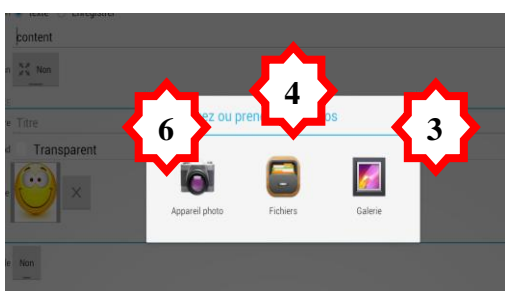 Texte Enregistrer
content
Non
4
ez ou pren os
6
3
Titre
Transparent
Appareil photo Fichiers Galerie
Non